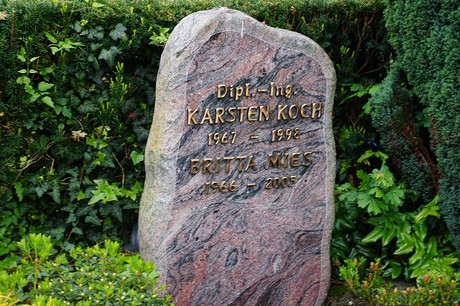 Dipl.-Ing.
KARSTEN KOCH
1967 = 1998
BRITTA MIES
1966 – 2005